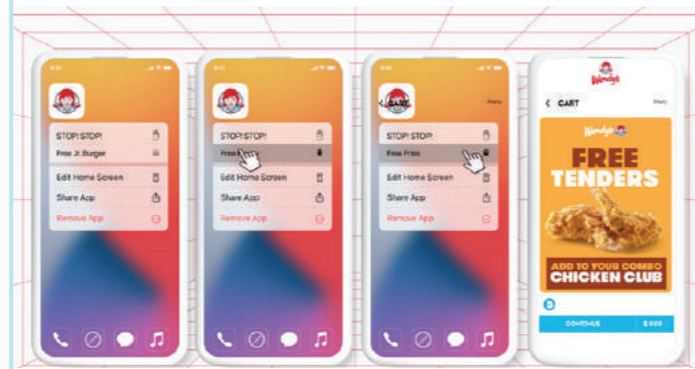 STOP! STOP!
Free Jr. Burger
Edit Home Screen
Share App
Remove App
STOP! STOP!
Free
Edit Home Screen
Share App
Remove App
CART
STOP! STOP!
Free Fries
Edit Home Screen
Share App
Remove App
Wendy's
CART
Wendy's
FREE
TENDERS
ADD TO YOUR COMBO
CHICKEN CLUB
CONTINUE